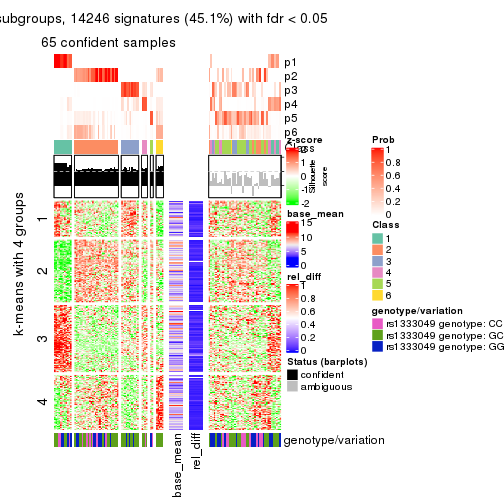 subgroups, 14246 signatures (45.1%) with fdr < 0.05
65 confident samples
p1
p2
p3
p4
p5
p6
Class
Silhouette
score
k-means with 4 groups
1
2
3
4
base_mean
rel_diff
genotype/variation
z-score
2
1
0
-10
-2
base_mean
15
10
5
0
rel_diff
1
0.8
0.6
0.4
0.2
0
Status (barplots)
confident
ambiguous
Prob
1
0.8
0.6
0.4
0.2
0
Class
1
2
3
4
5
6
genotype/variation
rs1333049 genotype: CC
rs1333049 genotype: GC
rs1333049 genotype: GG